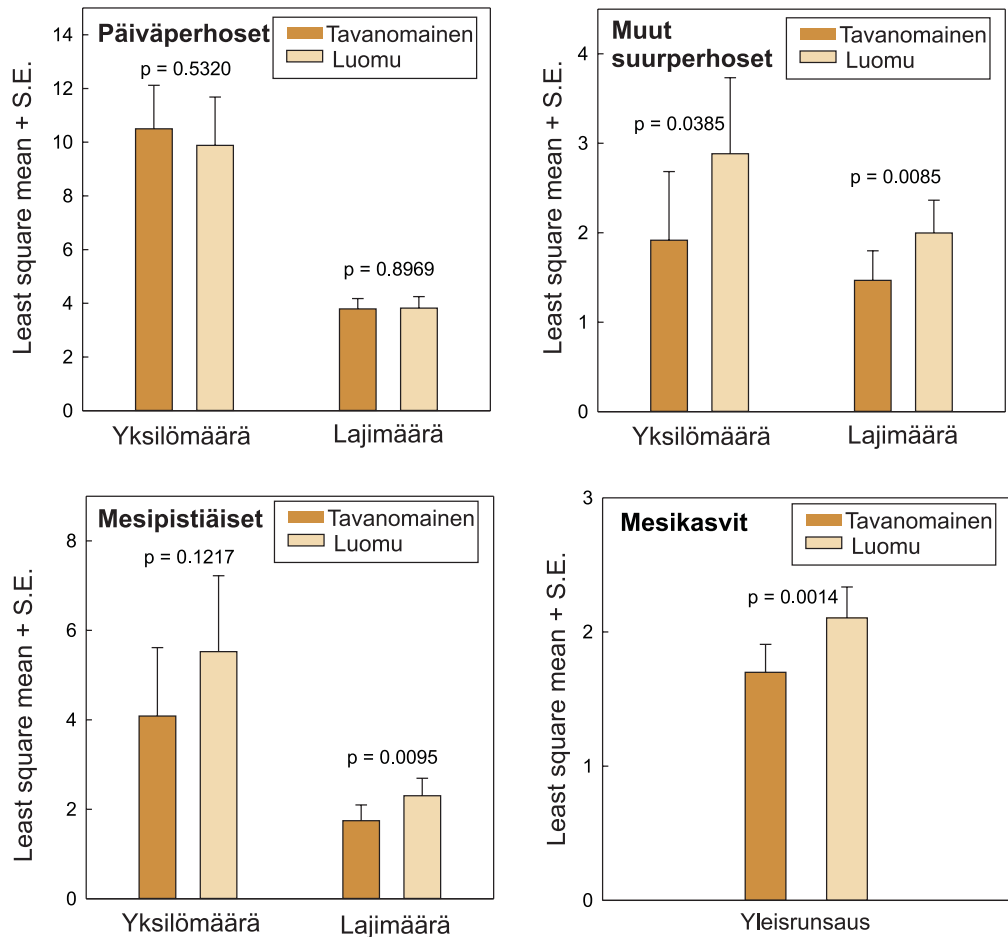 Päiväperhoset
Tavanomainen
Luomu
p = 0.5320
p = 0.8969
Least square mean + S.E.
14
12
10
8
6
4
2
0
Yksilömäärä
Lajimäärä
Muut
suurperhoset
Tavanomainen
Luomu
p = 0.0385
p = 0.0085
Least square mean + S.E.
4
3
2
1
0
Yksilömäärä
Lajimäärä
Mesipistiäiset
Tavanomainen
Luomu
p = 0.1217
p = 0.0095
Least square mean + S.E.
8
6
4
2
0
Yksilömäärä
Lajimäärä
Mesikasvit
Tavanomainen
Luomu
p = 0.0014
Least square mean + S.E.
3
2
1
0
Yleisrunsaus